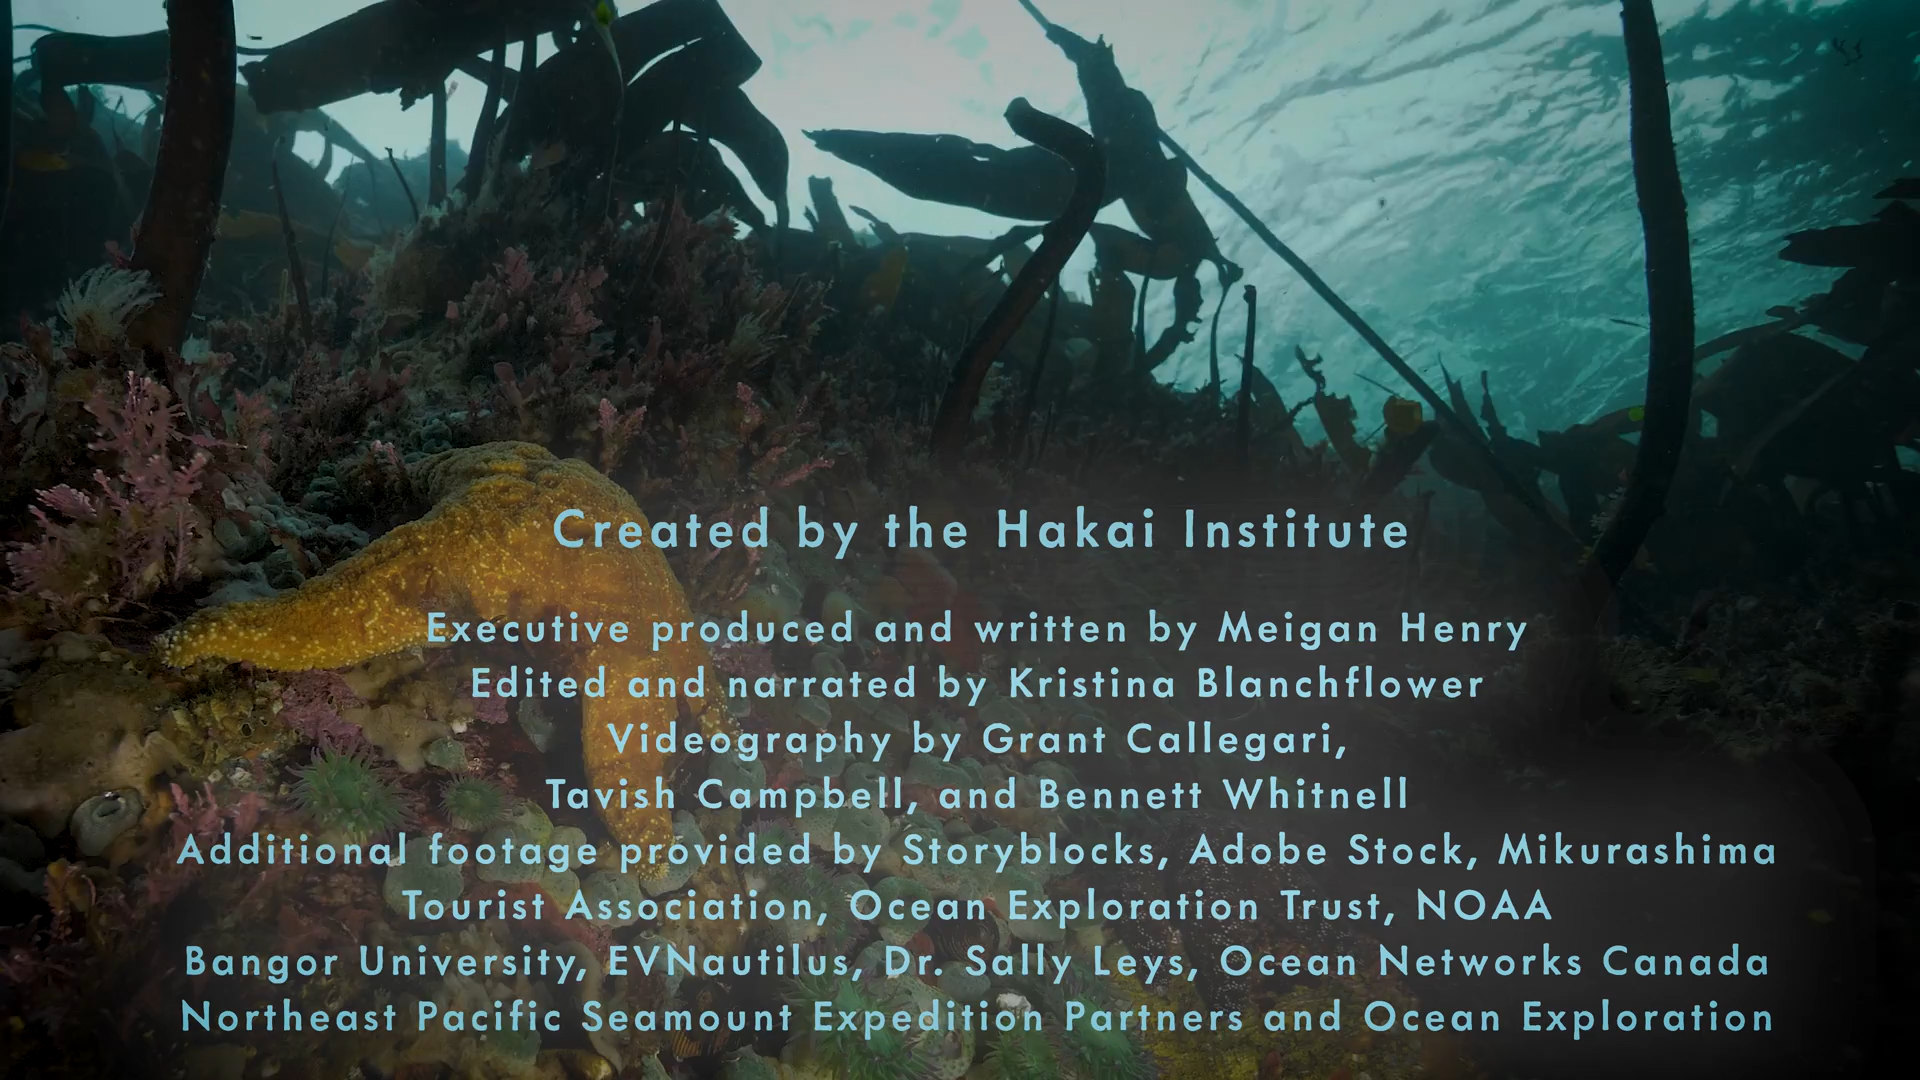 Created by the Hakai Institute
Executive produced and written by Meigan Henry
Edited and narrated by Kristina Blanchflower
Videography by Grant Callegari,
Tavish Campbell, and Bennett Whitnell
Additional footage provided by Storyblocks, Adobe Stock, Mikurashima
Tourist Association, Ocean Exploration Trust, NOAA
Bangor University, EVNautilus, Dr. Sally Leys, Ocean Networks Canada
Northeast Pacific Seamount Expedition Partners and Ocean Exploration